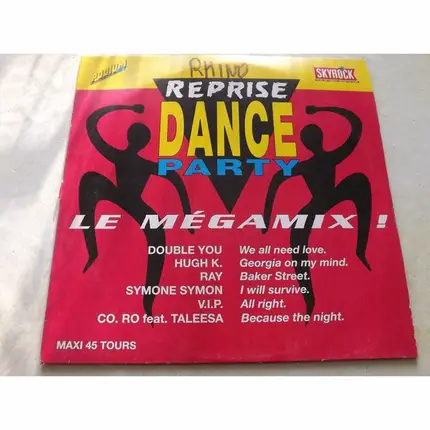 Rhino
PODIUM
SKYROCK
REPRISE
DANCE
PARTY
LE MÉGAMIX !
DOUBLE YOU We all need love.
HUGH K. Georgia on my mind.
RAY Baker Street.
SYMONE SYMON I will survive.
V.I.P. All right.
CO. RO feat. TALEESA Because the night.
MAXI 45 TOURS